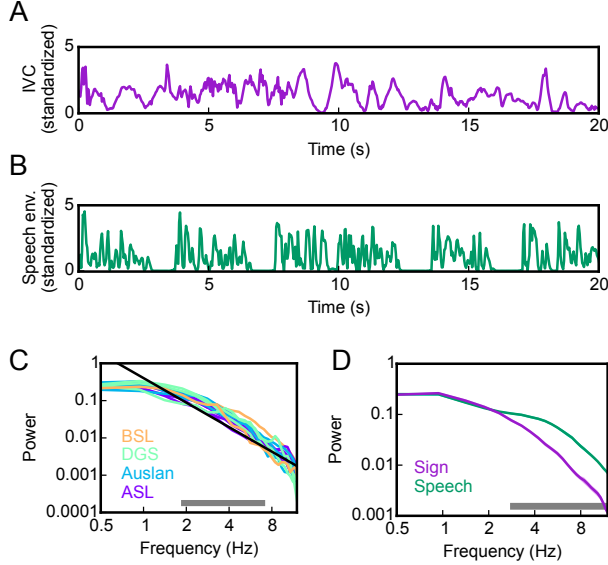 A
IVC
(standardized)
5
0
0
5
10
15
20
Time (s)
B
Speech env.
(standardized)
5
0
0
5
10
15
20
Time (s)
C
Power
1
0.1
0.01
0.001
0.0001
BSL
DGS
Auslan
ASL
0.5
1
2
4
8
Frequency (Hz)
D
Power
1
0.1
0.01
0.001
Sign
Speech
0.5
1
2
4
8
Frequency (Hz)